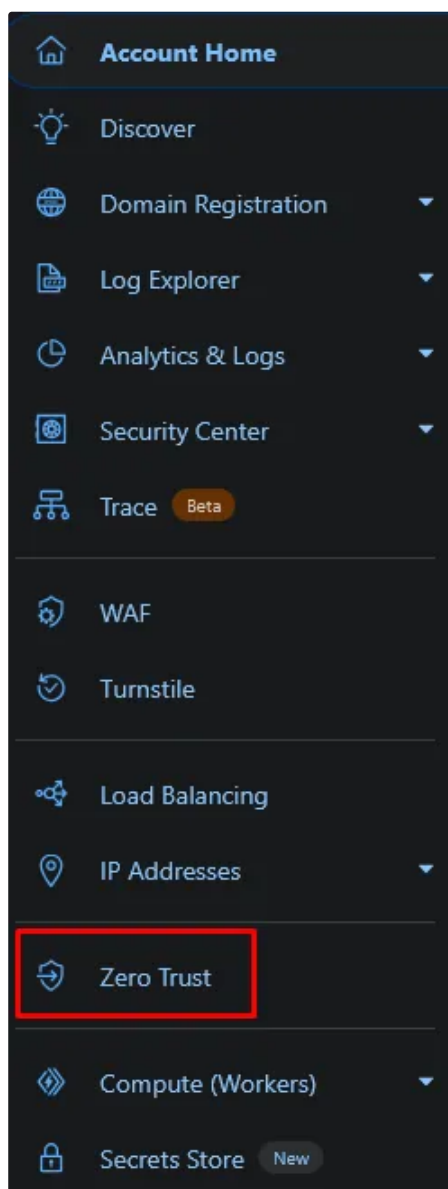 Account Home
Discover
Domain Registration
Log Explorer
Analytics & Logs
Security Center
Trace Beta
WAF
Turnstile
Load Balancing
IP Addresses
Zero Trust
Compute (Workers)
Secrets Store New